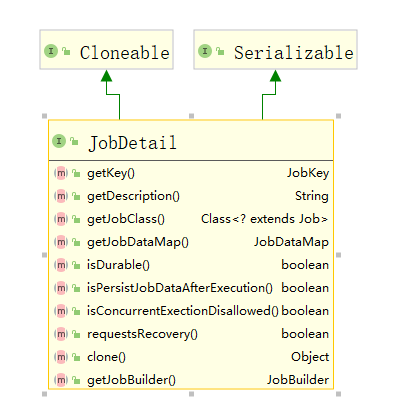 Cloneable Serializable
JobDetail
getKey() JobKey
getDescription() String
getJobClass() Class<? extends Job>
getJobDataMap() JobDataMap
isDurable() boolean
isPersistJobDataAfterExecution() boolean
isConcurrentExectionDisallowed() boolean
requestsRecovery() boolean
clone() Object
getJobBuilder() JobBuilder